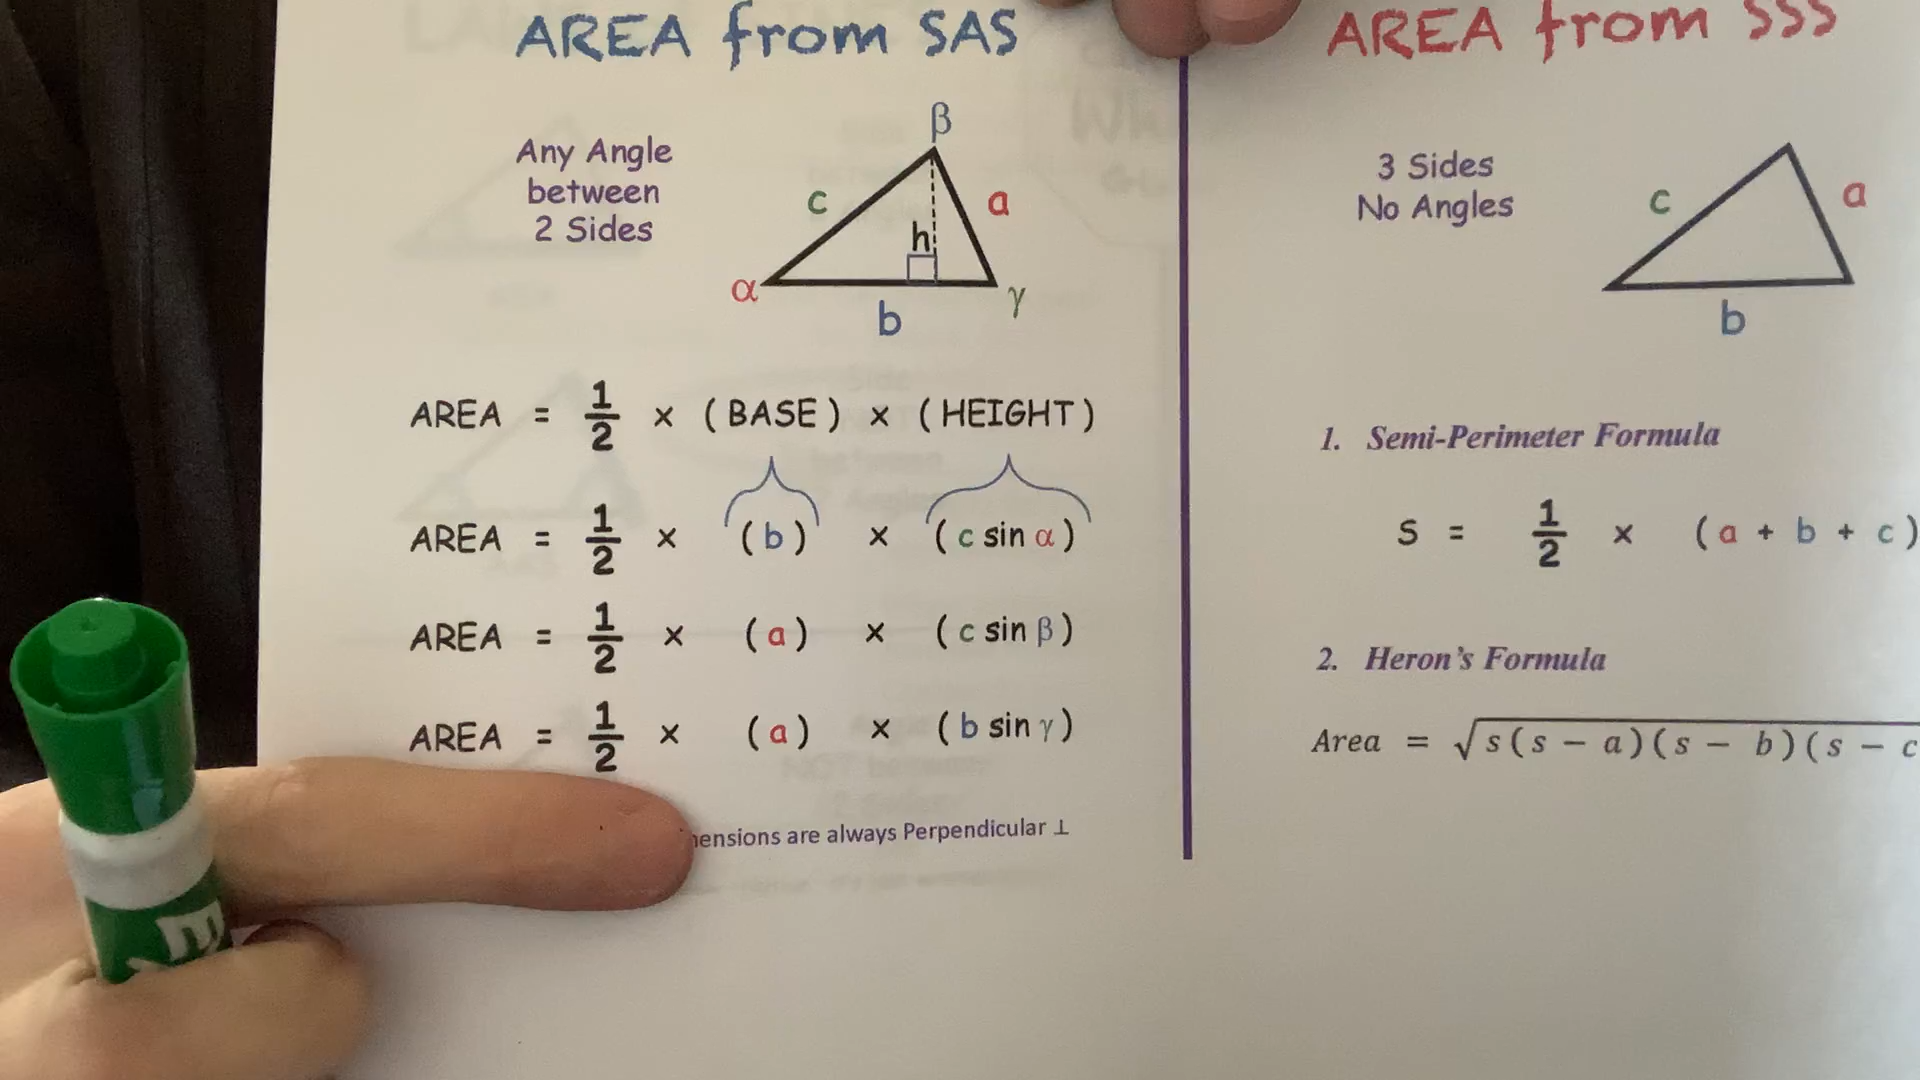 AREA from SAS
Any Angle
between
2 Sides
β
c
a
h
α
b
γ
AREA = 1/2 × ( BASE ) × ( HEIGHT )
AREA = 1/2 × ( b ) × ( c sin α )
AREA = 1/2 × ( a ) × ( c sin β )
AREA = 1/2 × ( a ) × ( b sin γ )
are always Perpendicular ⊥
AREA from SSS
3 Sides
No Angles
c
a
b
1. Semi-Perimeter Formula
S = 1/2 × ( a + b + c )
2. Heron's Formula
Area = √s(s − a)(s − b)(s − c